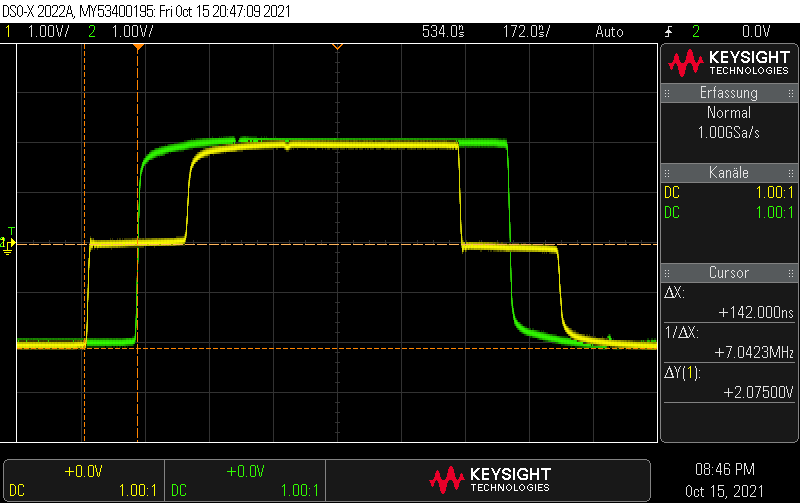 DSO-X 2022A, MY53400195: Fri Oct 15 20:47:09 2021
1 1.00V/ 2 1.00V/ 534.0s 172.0s/ Auto 2 0.0V
KEYSIGHT
TECHNOLOGIES
Erfassung
Normal
1.00GSa/s
Kanäle
DC 1.00:1
DC 1.00:1
Cursor
ΔX:
+142.000ns
1/ΔX:
+7.0423MHz
ΔY(1):
+2.07500V
T
2
+0.0V
DC 1.00:1
+0.0V
DC 1.00:1
KEYSIGHT
TECHNOLOGIES
08:46 PM
Oct 15, 2021